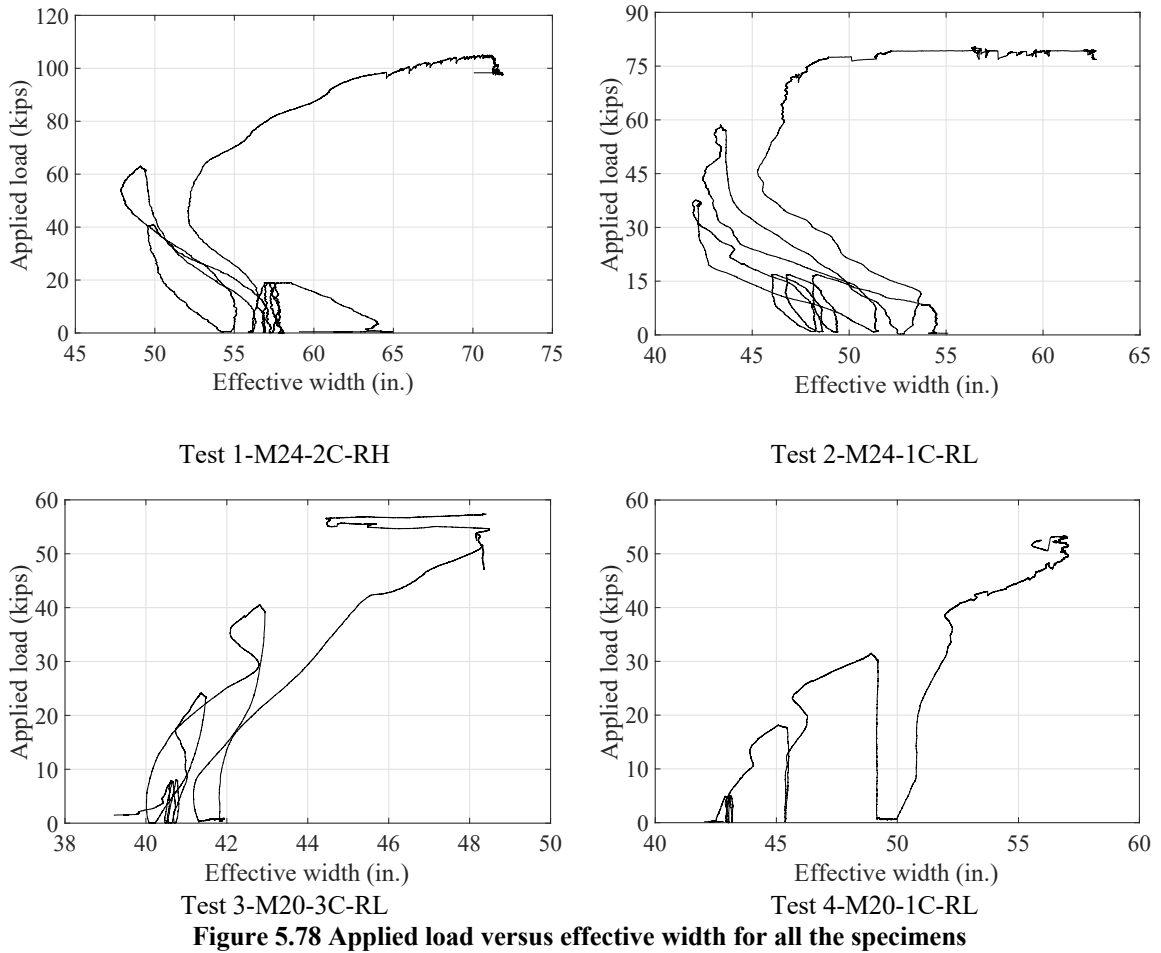 120
100
80
60
40
20
0
Applied load (kips)
45 50 55 60 65 70 75
Effective width (in.)
Test 1-M24-2C-RH
90
75
60
45
30
15
0
Applied load (kips)
40 45 50 55 60 65
Effective width (in.)
Test 2-M24-1C-RL
60
50
40
30
20
10
0
Applied load (kips)
38 40 42 44 46 48 50
Effective width (in.)
Test 3-M20-3C-RL
60
50
40
30
20
10
0
Applied load (kips)
40 45 50 55 60
Effective width (in.)
Test 4-M20-1C-RL
Figure 5.78 Applied load versus effective width for all the specimens